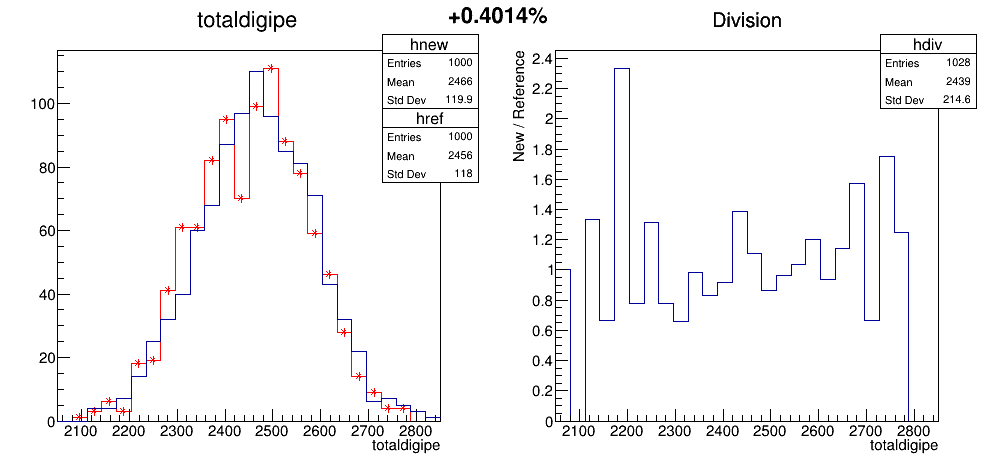 +0.4014%
totaldigipe
hnew
Entries 1000
Mean 2466
Std Dev 119.9
href
Entries 1000
Mean 2456
Std Dev 118
100
80
60
40
20
0
2100 2200 2300 2400 2500 2600 2700 2800
totaldigipe
Division
hdiv
Entries 1028
Mean 2439
Std Dev 214.6
New / Reference
2.4
2.2
2
1.8
1.6
1.4
1.2
1
0.8
0.6
0.4
0.2
0
2100 2200 2300 2400 2500 2600 2700 2800
totaldigipe